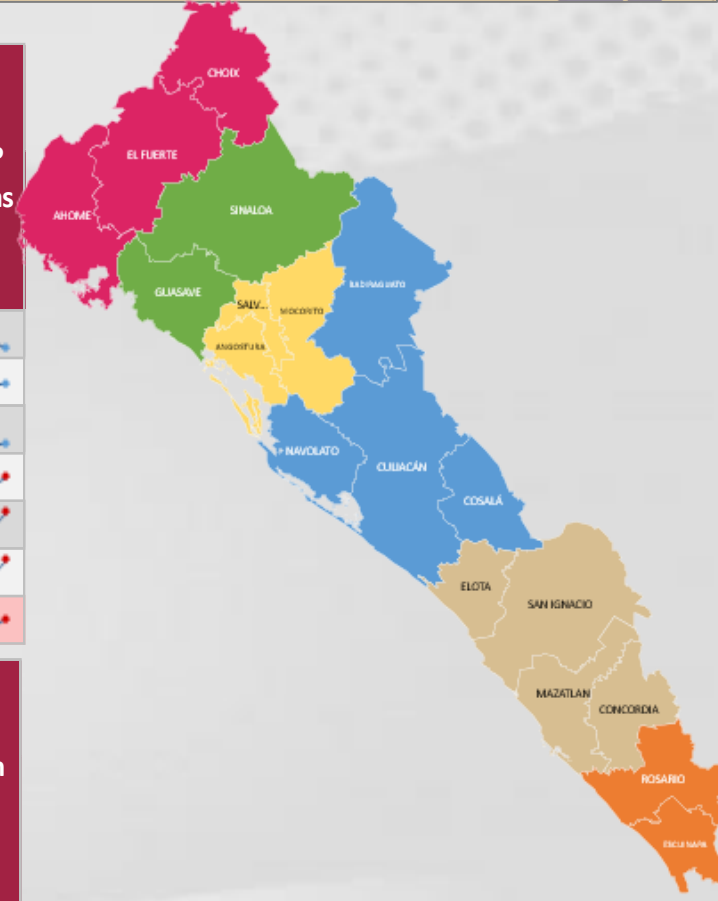 CHOIX
EL FUERTE
as
SINALOA
AHOME
BADIRAGUATO
GUASAVE
SALV...
MOCORITO
ANGOSTURA
NAVOLATO
CULIACÁN
COSALÁ
ELOTA
SAN IGNACIO
MAZATLAN
CONCORDIA
n
ROSARIO
ESCUINAPA